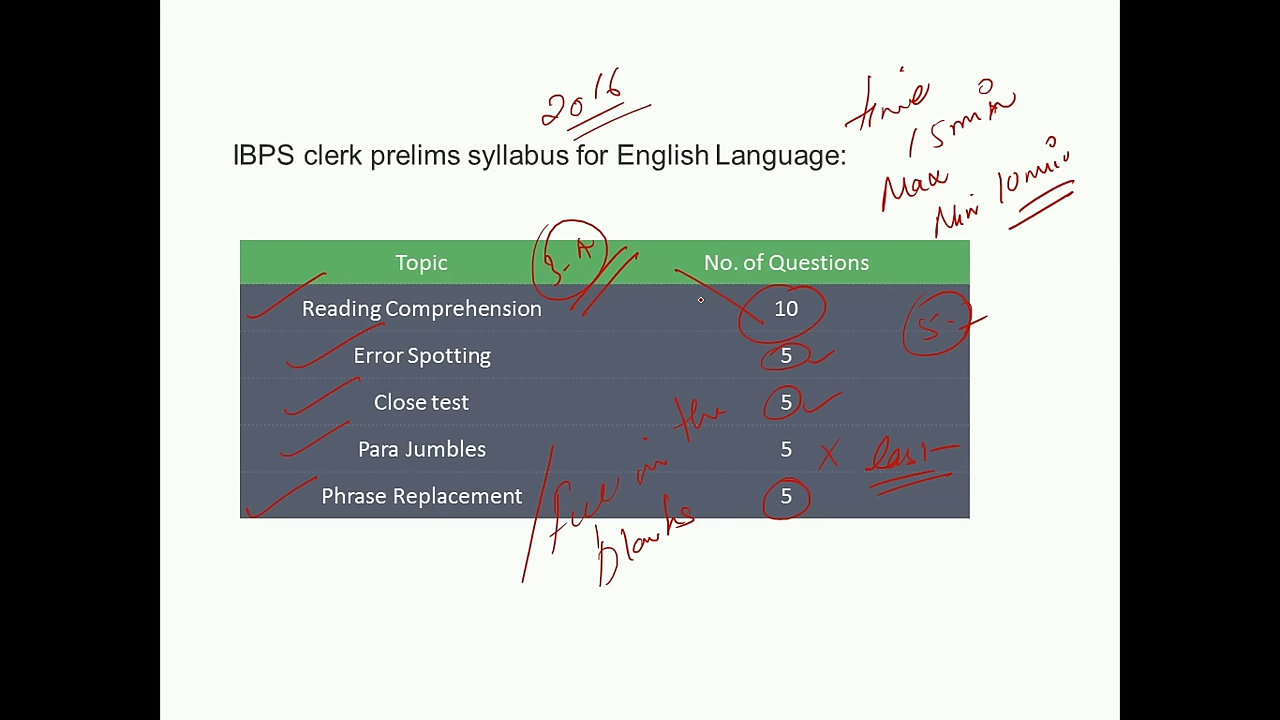 2016
time
15 min
Max
Min 10 min
IBPS clerk prelims syllabus for English Language:
Topic No. of Questions
Reading Comprehension 10
Error Spotting 5
Close test 5
Para Jumbles 5 x last
Phrase Replacement 5
/ in the
blanks